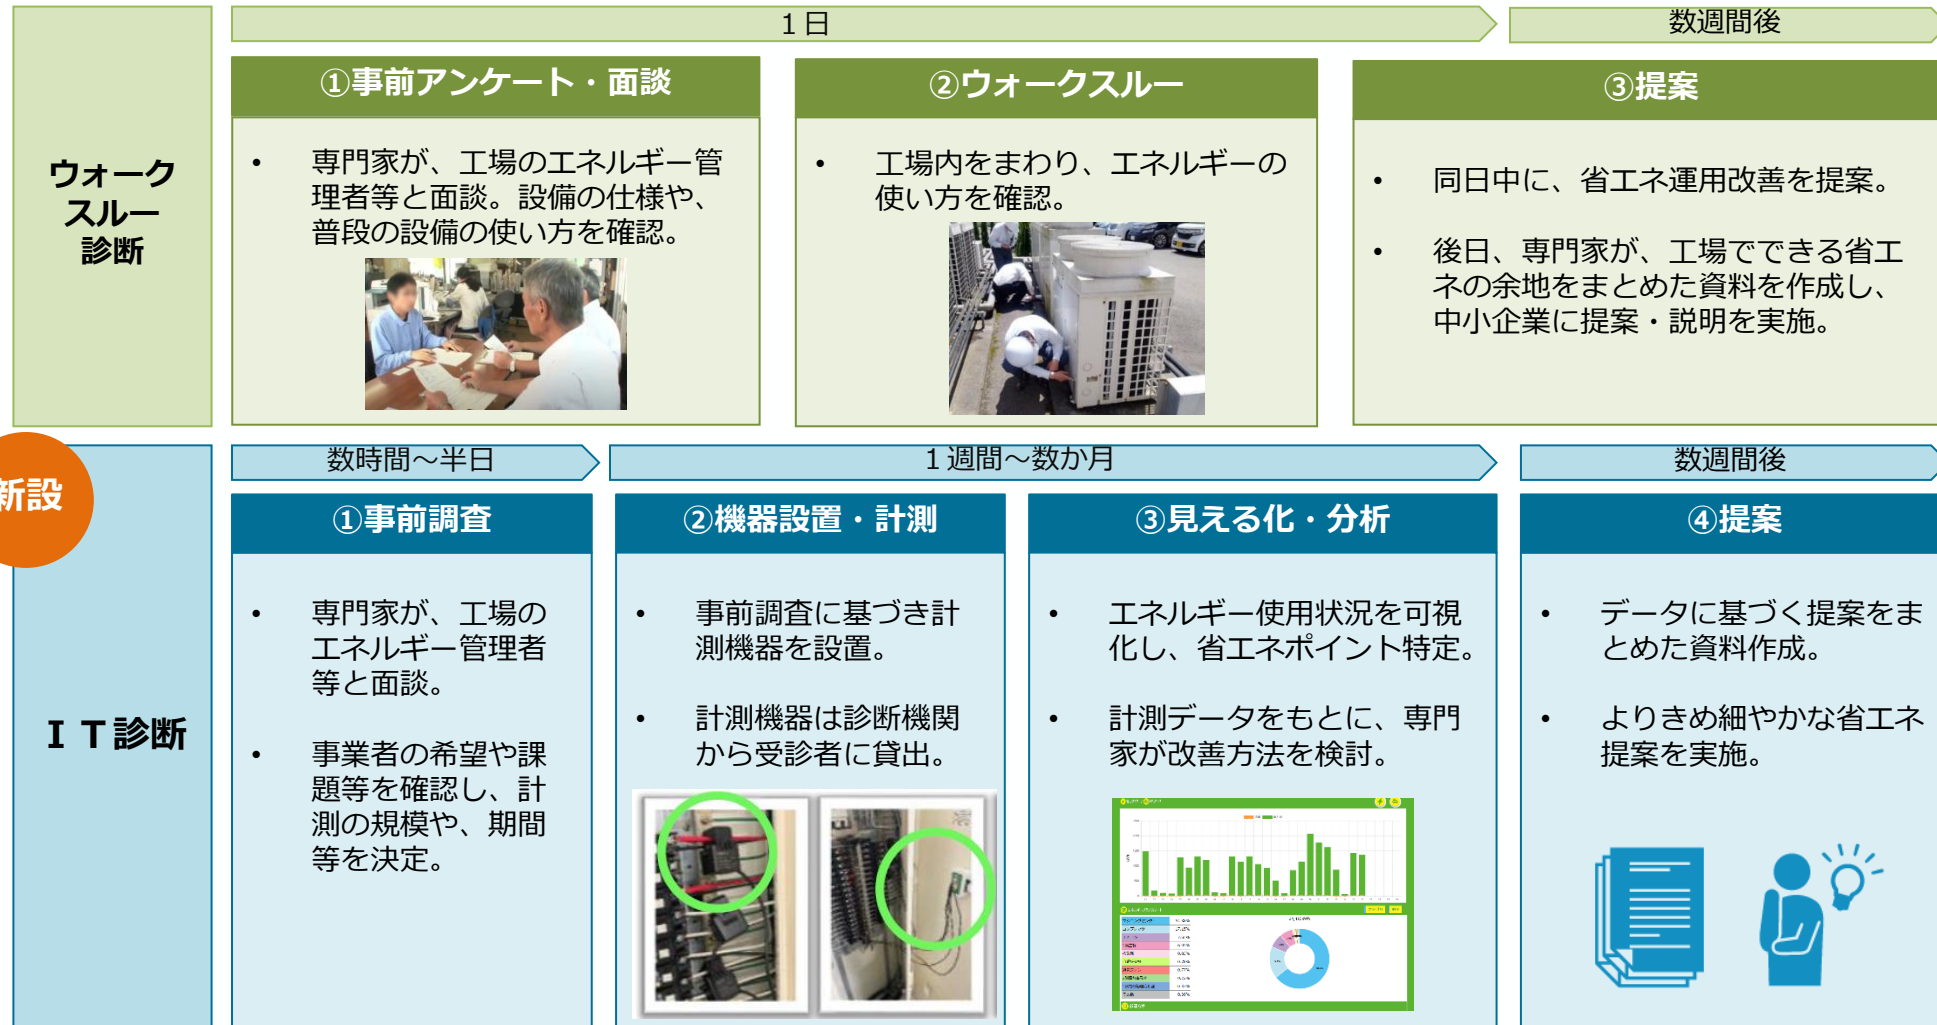 1日
数週間後
ウォーク
スルー
診断
①事前アンケート・面談
• 専門家が、工場のエネルギー管
理者等と面談。設備の仕様や、
普段の設備の使い方を確認。
②ウォークスルー
• 工場内をまわり、エネルギーの
使い方を確認。
③提案
• 同日中に、省エネ運用改善を提案。
• 後日、専門家が、工場でできる省エ
ネの余地をまとめた資料を作成し、
中小企業に提案・説明を実施。
新設
ＩＴ診断
数時間～半日
１週間～数か月
数週間後
①事前調査
• 専門家が、工場の
エネルギー管理者
等と面談。
• 事業者の希望や課
題等を確認し、計
測の規模や、期間
等を決定。
②機器設置・計測
• 事前調査に基づき計
測機器を設置。
• 計測機器は診断機関
から受診者に貸出。
③見える化・分析
• エネルギー使用状況を可視
化し、省エネポイント特定。
• 計測データをもとに、専門
家が改善方法を検討。
④提案
• データに基づく提案をま
とめた資料作成。
• よりきめ細やかな省エネ
提案を実施。